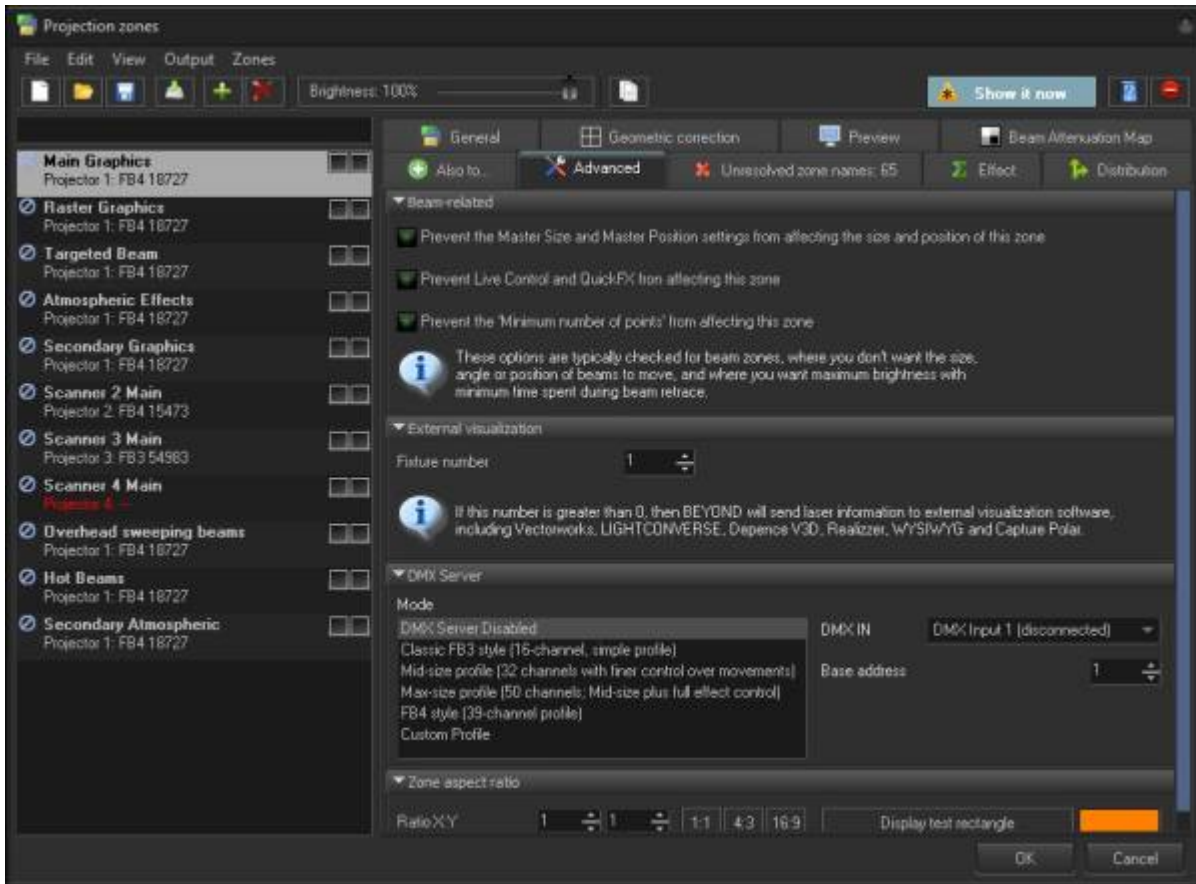 Projection zones
File Edit View Output Zones
Brightness: 100%
Show it now
General Geometric correction Preview Beam Attenuation Map
Also to... Advanced Unresolved zone names: 65 Effect Distribution
Main Graphics
Projector 1: FB4 18727
Raster Graphics
Projector 1: FB4 18727
Targeted Beam
Projector 1: FB4 18727
Atmospheric Effects
Projector 1: FB4 18727
Secondary Graphics
Projector 1: FB4 18727
Scanner 2 Main
Projector 2: FB4 15473
Scanner 3 Main
Projector 3: FB3 54983
Scanner 4 Main
Projector 4: --
Overhead sweeping beams
Projector 1: FB4 18727
Hot Beams
Projector 1: FB4 18727
Secondary Atmospheric
Projector 1: FB4 18727
Beam-related
Prevent the Master Size and Master Position settings from affecting the size and position of this zone
Prevent Live Control and QuickFX from affecting this zone
Prevent the 'Minimum number of points' from affecting this zone
These options are typically checked for beam zones, where you don't want the size,
angle or position of beams to move, and where you want maximum brightness with
minimum time spent during beam retrace.
External visualization
Fixture number 1
If this number is greater than 0, then BEYOND will send laser information to external visualization software,
including Vectorworks, LIGHTCONVERSE, Depence V3D, Realizzer, WYSIWYG and Capture Polar.
DMX Server
Mode
DMX Server Disabled
Classic FB3 style (16-channel, simple profile)
Mid-size profile (32 channels with finer control over movements)
Max-size profile (50 channels; Mid-size plus full effect control)
FB4 style (39-channel profile)
Custom Profile
DMX IN DMX Input 1 (disconnected)
Base address 1
Zone aspect ratio
Ratio X:Y 1 1 1:1 4:3 16:9 Display test rectangle
OK Cancel